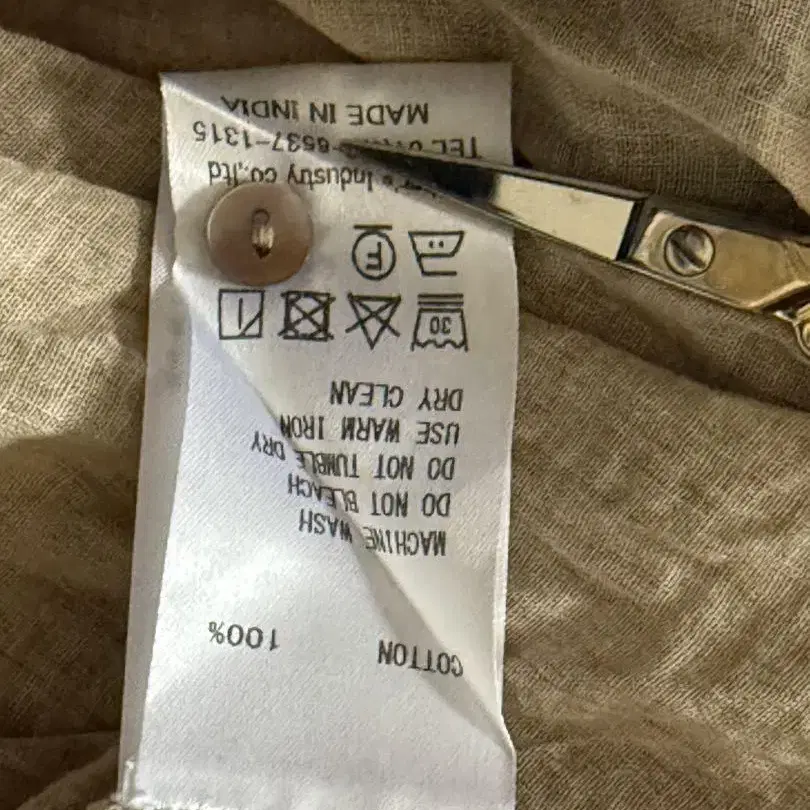 COTTON 100%
MACHINE WASH
DO NOT BLEACH
DO NOT TUMBLE DRY
USE WARM IRON
DRY CLEAN
30
F
Industry co.,ltd
TEL 6537-1315
MADE IN INDIA